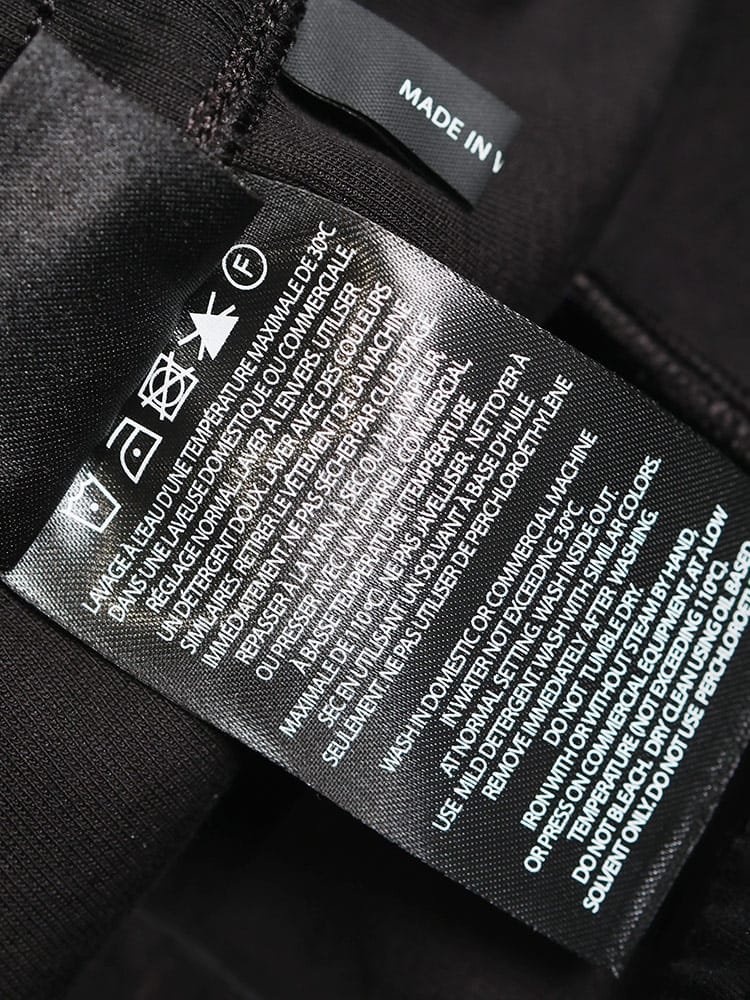 MADE IN
F
LAVAGE À L'EAU D'UNE TEMPÉRATURE MAXIMALE DE 30ºC
DANS UNE LAVEUSE DOMESTIQUE OU COMMERCIALE.
RÉGLAGE NORMAL. LAVER À L'ENVERS. UTILISER
UN DÉTERGENT DOUX. LAVER AVEC DES COULEURS
SIMILAIRES. RETIRER LE VÊTEMENT DE LA MACHINE
IMMÉDIATEMENT. NE PAS SÉCHER PAR CULBUTAGE
REPASSER À LA MAIN, À SEC OU À LA VAPEUR
OU PRESSER AVEC UN APPAREIL COMMERCIAL
À BASSE TEMPÉRATURE. (TEMPÉRATURE
MAXIMALE DE 110ºC). NE PAS JAVELLISER. NETTOYER À
SEC EN UTILISANT UN SOLVANT À BASE D'HUILE
SEULEMENT. NE PAS UTILISER DE PERCHLOROÉTHYLÈNE
WASH IN DOMESTIC OR COMMERCIAL MACHINE
IN WATER NOT EXCEEDING 30ºC
AT NORMAL SETTING. WASH INSIDE OUT.
USE MILD DETERGENT. WASH WITH SIMILAR COLORS.
REMOVE IMMEDIATELY AFTER WASHING.
DO NOT TUMBLE DRY.
IRON WITH OR WITHOUT STEAM BY HAND,
OR PRESS ON COMMERCIAL EQUIPMENT, AT A LOW
TEMPERATURE (NOT EXCEEDING 110ºC).
DO NOT BLEACH. DRY CLEAN USING OIL BASED
SOLVENT ONLY. DO NOT USE